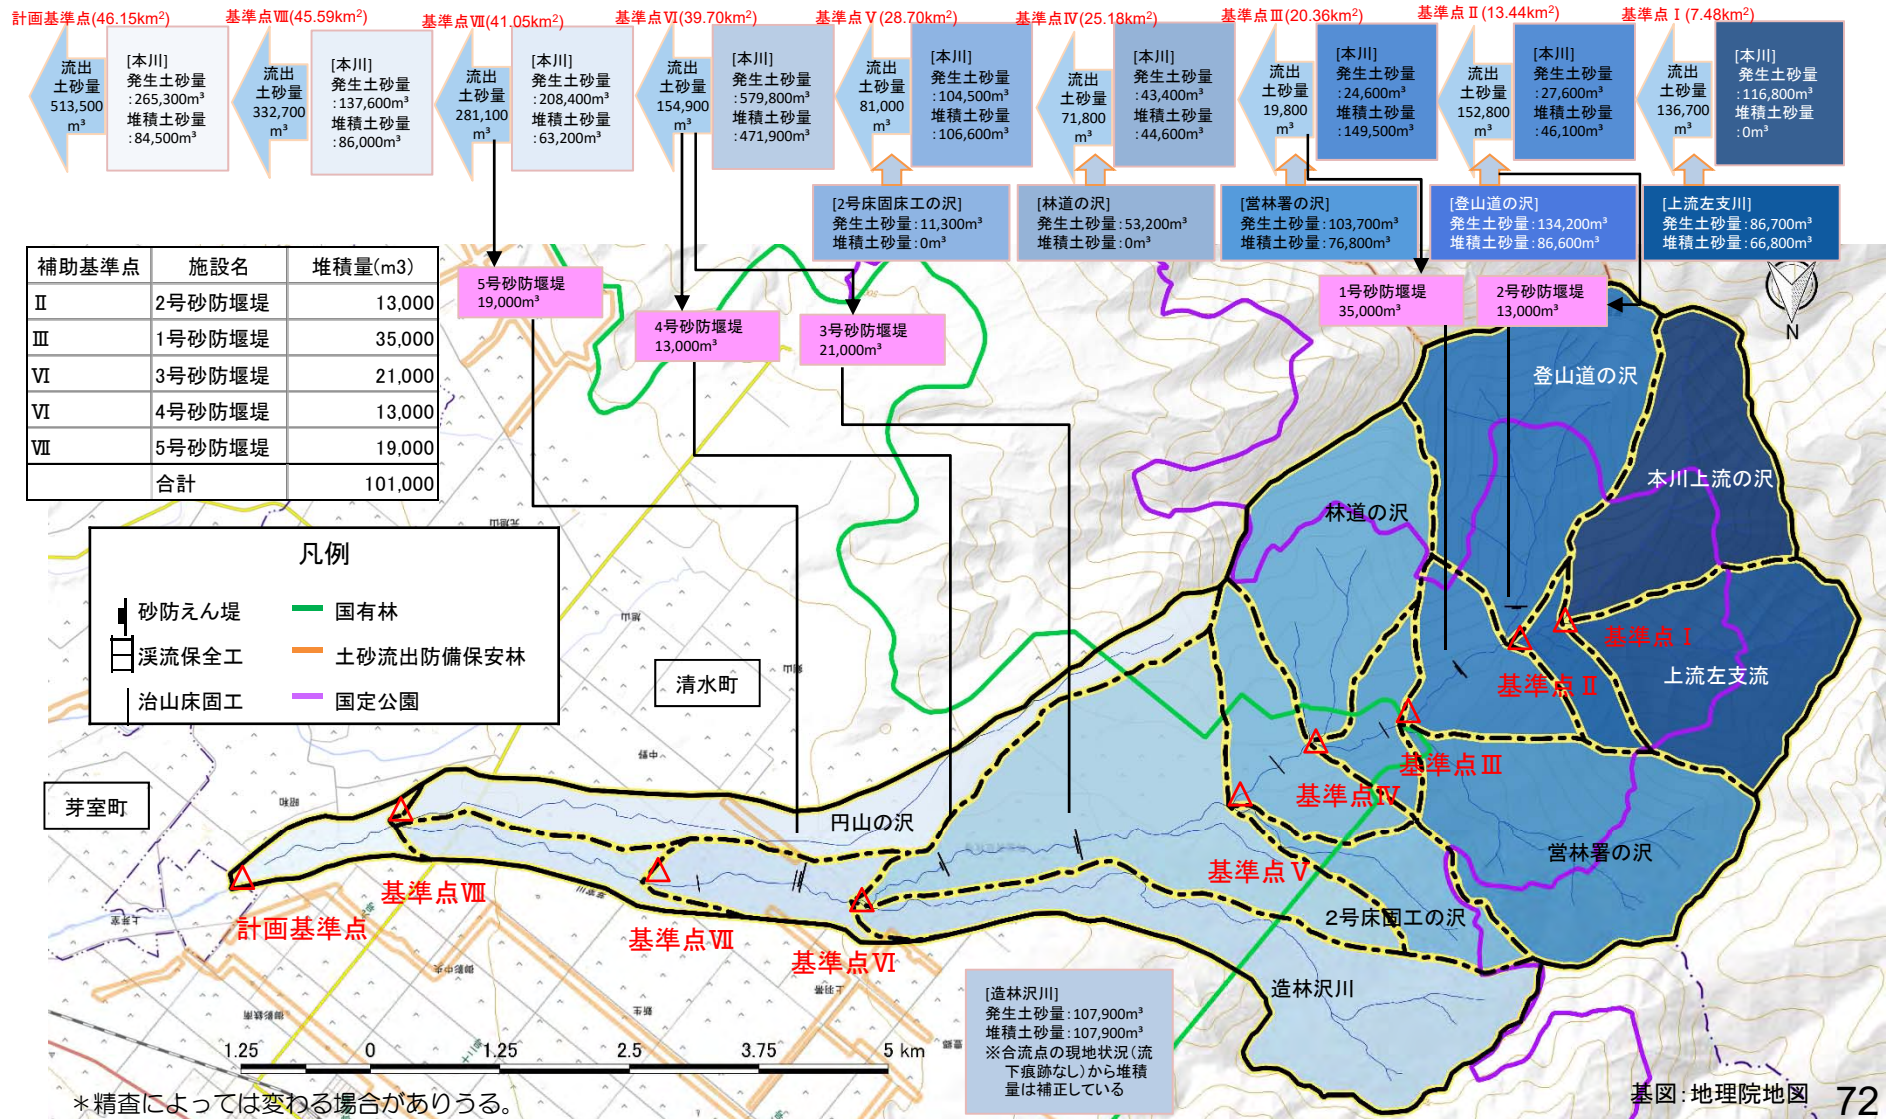 計画基準点(46.15km²)
基準点Ⅷ(45.59km²)
基準点Ⅶ(41.05km²)
基準点Ⅵ(39.70km²)
基準点Ⅴ(28.70km²)
基準点Ⅳ(25.18km²)
基準点Ⅲ(20.36km²)
基準点Ⅱ(13.44km²)
基準点Ⅰ(7.48km²)
流出
土砂量
513,500
m³
[本川]
発生土砂量
:265,300m³
堆積土砂量
:84,500m³
流出
土砂量
332,700
m³
[本川]
発生土砂量
:137,600m³
堆積土砂量
:86,000m³
流出
土砂量
281,100
m³
[本川]
発生土砂量
:208,400m³
堆積土砂量
:63,200m³
流出
土砂量
154,900
m³
[本川]
発生土砂量
:579,800m³
堆積土砂量
:471,900m³
流出
土砂量
81,000
m³
[本川]
発生土砂量
:104,500m³
堆積土砂量
:106,600m³
流出
土砂量
71,800
m³
[本川]
発生土砂量
:43,400m³
堆積土砂量
:44,600m³
流出
土砂量
19,800
m³
[本川]
発生土砂量
:24,600m³
堆積土砂量
:149,500m³
流出
土砂量
152,800
m³
[本川]
発生土砂量
:27,600m³
堆積土砂量
:46,100m³
流出
土砂量
136,700
m³
[本川]
発生土砂量
:116,800m³
堆積土砂量
:0m³
[2号床固床工の沢]
発生土砂量:11,300m³
堆積土砂量:0m³
[林道の沢]
発生土砂量:53,200m³
堆積土砂量:0m³
[営林署の沢]
発生土砂量:103,700m³
堆積土砂量:76,800m³
[登山道の沢]
発生土砂量:134,200m³
堆積土砂量:86,600m³
[上流左支川]
発生土砂量:86,700m³
堆積土砂量:66,800m³
補助基準点 施設名 堆積量(m3)
Ⅱ 2号砂防堰堤 13,000
Ⅲ 1号砂防堰堤 35,000
Ⅵ 3号砂防堰堤 21,000
Ⅵ 4号砂防堰堤 13,000
Ⅶ 5号砂防堰堤 19,000
合計 101,000
5号砂防堰堤
19,000m³
4号砂防堰堤
13,000m³
3号砂防堰堤
21,000m³
1号砂防堰堤
35,000m³
2号砂防堰堤
13,000m³
N
凡例
砂防えん堤
国有林
渓流保全工
土砂流出防備保安林
治山床固工
国定公園
清水町
芽室町
登山道の沢
本川上流の沢
林道の沢
上流左支流
営林署の沢
2号床固工の沢
造林沢川
円山の沢
基準点Ⅰ
基準点Ⅱ
基準点Ⅲ
基準点Ⅳ
基準点Ⅴ
基準点Ⅵ
基準点Ⅶ
基準点Ⅷ
計画基準点
元旭山
旭山
剣山
中野
昭和
上芽室
御影中央
御影鉄南
新生
上羽帯
芽室川
[造林沢川]
発生土砂量:107,900m³
堆積土砂量:107,900m³
※合流点の現地状況(流
下痕跡なし)から堆積
量は補正している
1.25 0 1.25 2.5 3.75 5 km
＊精査によっては変わる場合がありうる。
基図:地理院地図
72